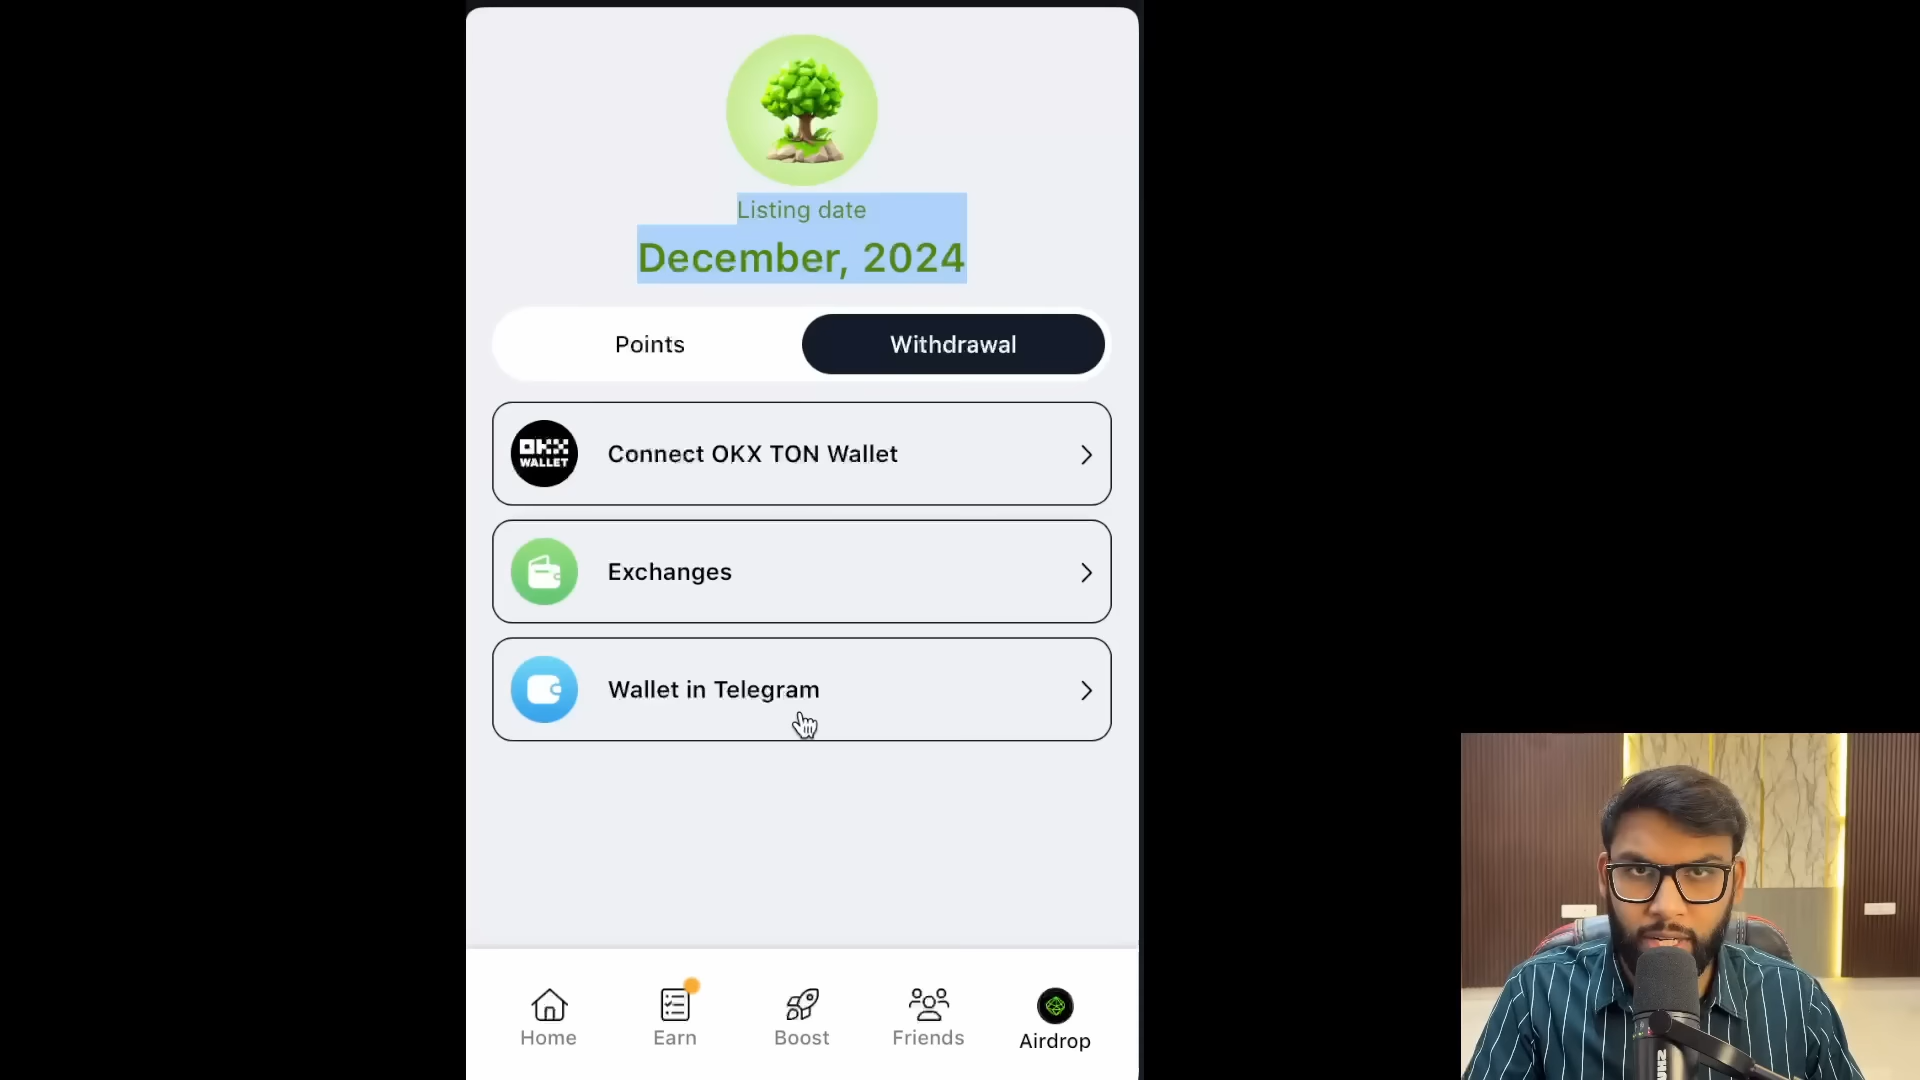 Listing date
December, 2024
Points
Withdrawal
OKX
WALLET
Connect OKX TON Wallet
Exchanges
Wallet in Telegram
Home
Earn
Boost
Friends
Airdrop
SHU